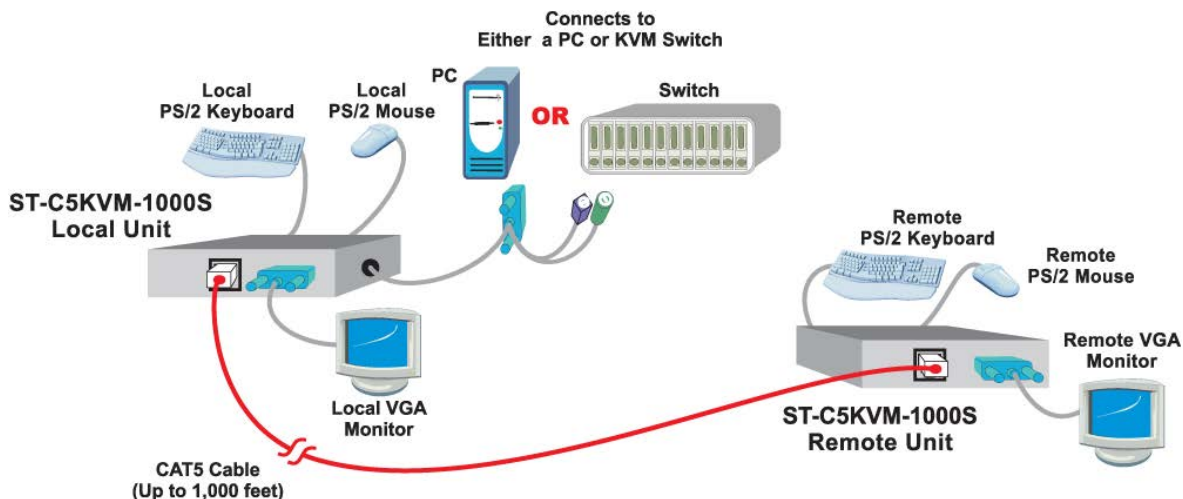 Connects to
Either a PC or KVM Switch
PC
OR
Switch
Local
PS/2 Keyboard
Local
PS/2 Mouse
ST-C5KVM-1000S
Local Unit
Local VGA
Monitor
CAT5 Cable
(Up to 1,000 feet)
Remote
PS/2 Keyboard
Remote
PS/2 Mouse
Remote VGA
Monitor
ST-C5KVM-1000S
Remote Unit